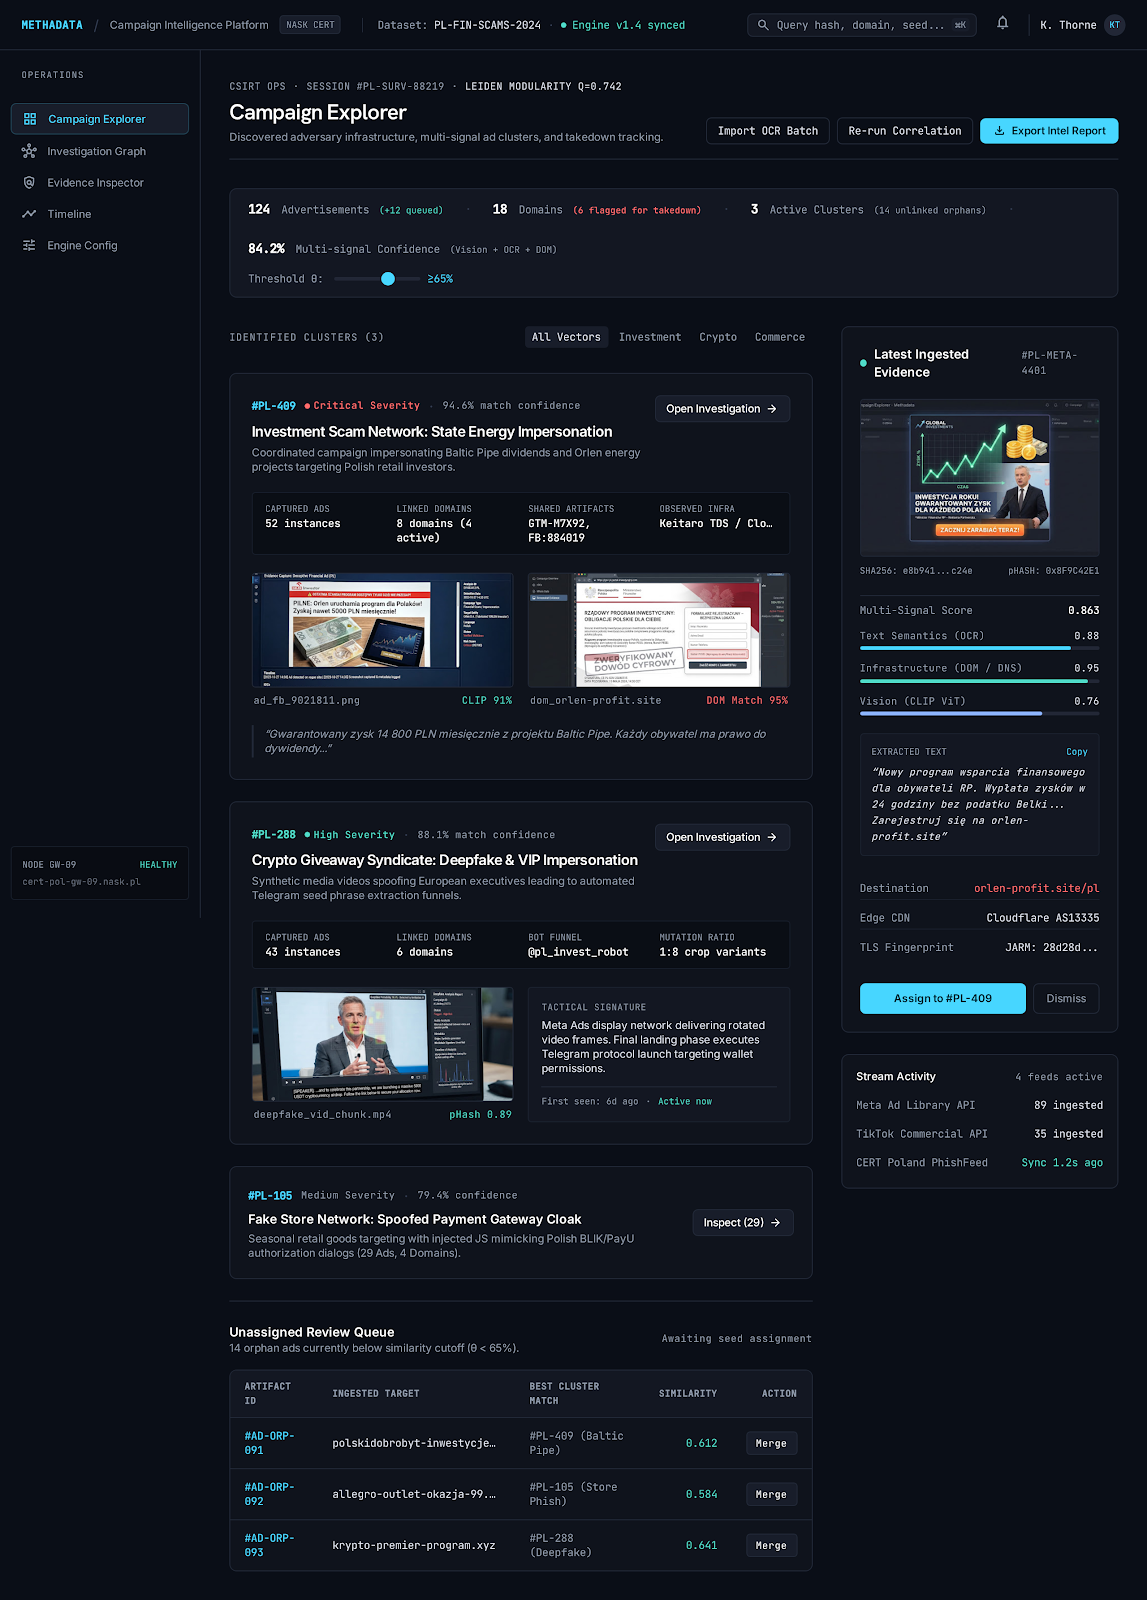 METHADATA / Campaign Intelligence Platform NASK CERT Dataset: PL-FIN-SCAMS-2024 · Engine v1.4 synced Query hash, domain, seed... ⌘K K. Thorne KT
OPERATIONS
Campaign Explorer
Investigation Graph
Evidence Inspector
Timeline
Engine Config
NODE GW-09 HEALTHY
cert-pol-gw-09.nask.pl
CSIRT OPS · SESSION #PL-SURV-88219 · LEIDEN MODULARITY Q=0.742
Campaign Explorer
Discovered adversary infrastructure, multi-signal ad clusters, and takedown tracking.
Import OCR Batch Re-run Correlation Export Intel Report
124 Advertisements (+12 queued) · 18 Domains (6 flagged for takedown) · 3 Active Clusters (14 unlinked orphans) ·
84.2% Multi-signal Confidence (Vision + OCR + DOM)
Threshold θ: ≥65%
IDENTIFIED CLUSTERS (3) All Vectors Investment Crypto Commerce
#PL-409 Critical Severity · 94.6% match confidence
Open Investigation →
Investment Scam Network: State Energy Impersonation
Coordinated campaign impersonating Baltic Pipe dividends and Orlen energy
projects targeting Polish retail investors.
CAPTURED ADS
52 instances
LINKED DOMAINS
8 domains (4
active)
SHARED ARTIFACTS
GTM-M7X92,
FB:884019
OBSERVED INFRA
Keitaro TDS / Clo…
PILNE: Orlen uruchamia program dla Polaków!
Zyskaj nawet 5000 PLN miesięcznie!
ad_fb_9021811.png CLIP 91%
RZĄDOWY PROGRAM INWESTYCYJNY:
OBLIGACJE POLSKIE DLA CIEBIE
ZWERYFIKOWANY
DOWÓD CYFROWY
dom_orlen-profit.site DOM Match 95%
"Gwarantowany zysk 14 800 PLN miesięcznie z projektu Baltic Pipe. Każdy obywatel ma prawo do
dywidendy..."
#PL-288 High Severity · 88.1% match confidence
Open Investigation →
Crypto Giveaway Syndicate: Deepfake & VIP Impersonation
Synthetic media videos spoofing European executives leading to automated
Telegram seed phrase extraction funnels.
CAPTURED ADS
43 instances
LINKED DOMAINS
6 domains
BOT FUNNEL
@pl_invest_robot
MUTATION RATIO
1:8 crop variants
deepfake_vid_chunk.mp4 pHash 0.89
TACTICAL SIGNATURE
Meta Ads display network delivering rotated
video frames. Final landing phase executes
Telegram protocol launch targeting wallet
permissions.
First seen: 6d ago · Active now
#PL-105 Medium Severity · 79.4% confidence
Fake Store Network: Spoofed Payment Gateway Cloak
Seasonal retail goods targeting with injected JS mimicking Polish BLIK/PayU
authorization dialogs (29 Ads, 4 Domains).
Inspect (29) →
Unassigned Review Queue
14 orphan ads currently below similarity cutoff (θ < 65%).
Awaiting seed assignment
ARTIFACT
ID
INGESTED TARGET
BEST CLUSTER
MATCH
SIMILARITY
ACTION
#AD-ORP-
091
polskidobrobyt-inwestycje…
#PL-409 (Baltic
Pipe)
0.612
Merge
#AD-ORP-
092
allegro-outlet-okazja-99.…
#PL-105 (Store
Phish)
0.584
Merge
#AD-ORP-
093
krypto-premier-program.xyz
#PL-288
(Deepfake)
0.641
Merge
Latest Ingested
Evidence
#PL-META-
4401
GLOBAL
INVESTMENTS
CZAS
INWESTYCJA ROKU!
GWARANTOWANY ZYSK
DLA KAŻDEGO POLAKA!
ZACZNIJ ZARABIAĆ TERAZ!
SHA256: e8b941...c24e pHASH: 0x8F9C42E1
Multi-Signal Score 0.863
Text Semantics (OCR) 0.88
Infrastructure (DOM / DNS) 0.95
Vision (CLIP ViT) 0.76
EXTRACTED TEXT Copy
"Nowy program wsparcia finansowego
dla obywateli RP. Wypłata zysków w
24 godziny bez podatku Belki...
Zarejestruj się na orlen-
profit.site"
Destination orlen-profit.site/pl
Edge CDN Cloudflare AS13335
TLS Fingerprint JARM: 28d28d...
Assign to #PL-409 Dismiss
Stream Activity 4 feeds active
Meta Ad Library API 89 ingested
TikTok Commercial API 35 ingested
CERT Poland PhishFeed Sync 1.2s ago